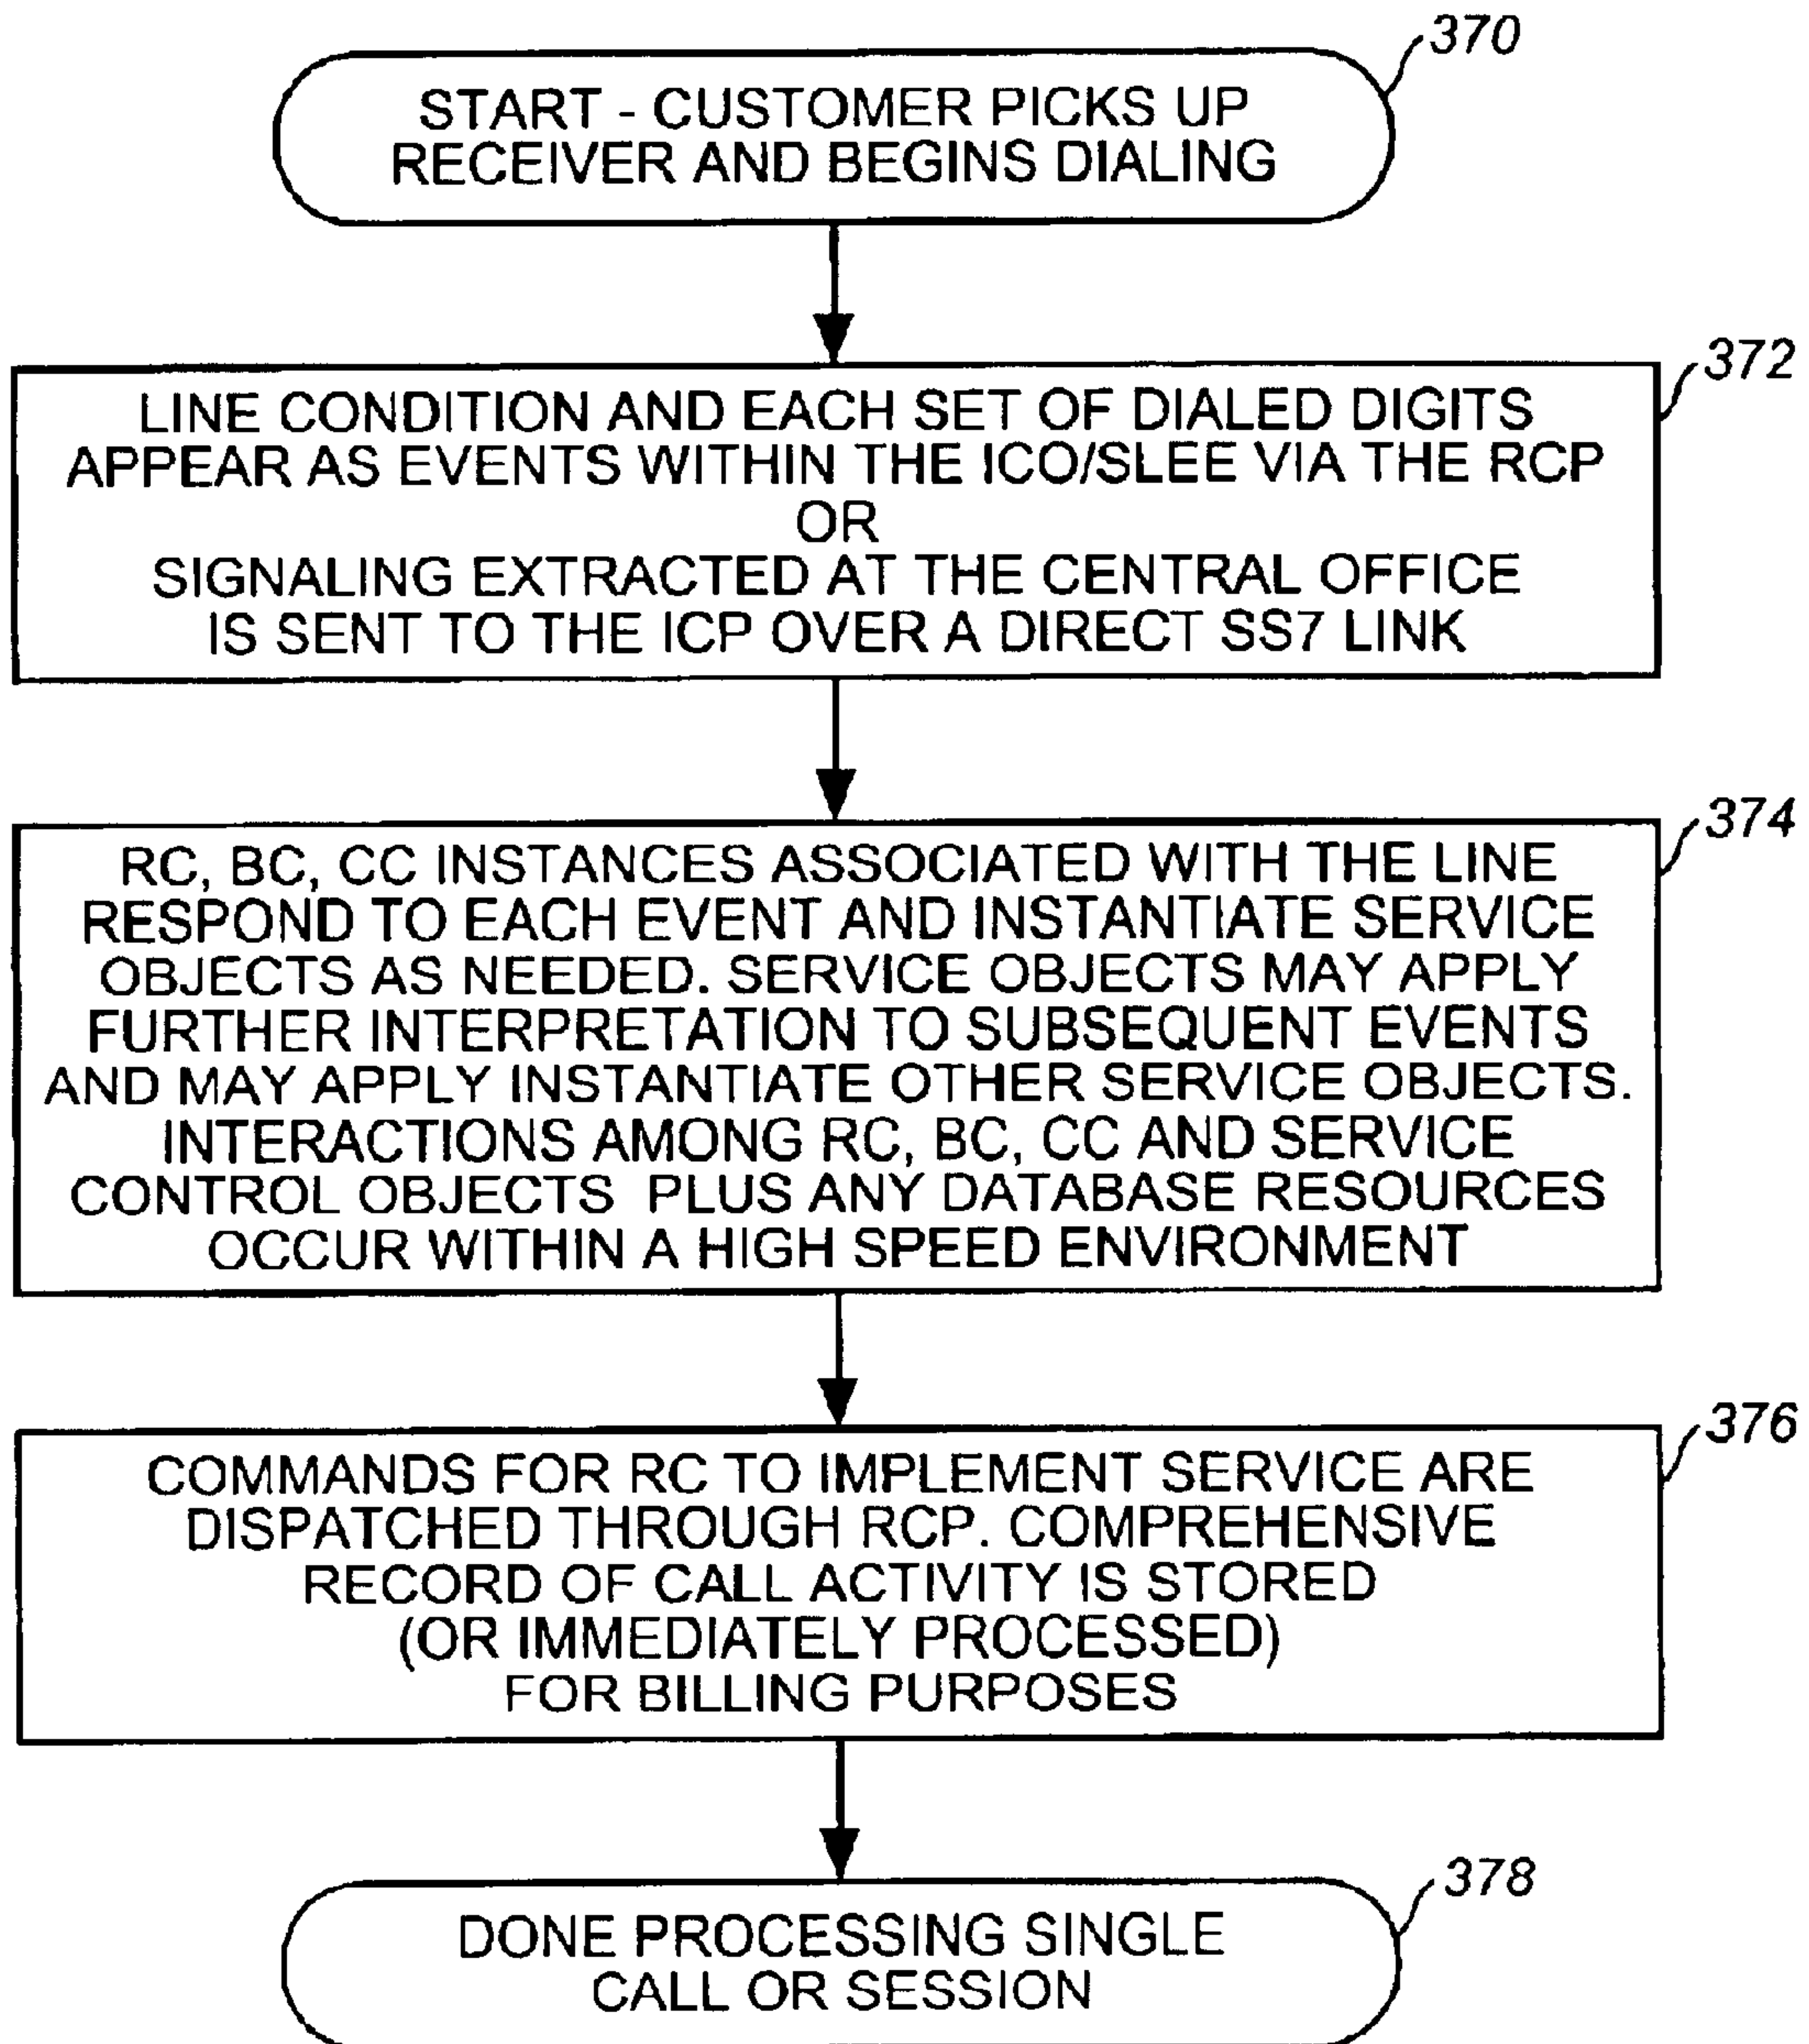 370
START - CUSTOMER PICKS UP
RECEIVER AND BEGINS DIALING
372
LINE CONDITION AND EACH SET OF DIALED DIGITS
APPEAR AS EVENTS WITHIN THE ICO/SLEE VIA THE RCP
OR
SIGNALING EXTRACTED AT THE CENTRAL OFFICE
IS SENT TO THE ICP OVER A DIRECT SS7 LINK
374
RC, BC, CC INSTANCES ASSOCIATED WITH THE LINE
RESPOND TO EACH EVENT AND INSTANTIATE SERVICE
OBJECTS AS NEEDED. SERVICE OBJECTS MAY APPLY
FURTHER INTERPRETATION TO SUBSEQUENT EVENTS
AND MAY APPLY INSTANTIATE OTHER SERVICE OBJECTS.
INTERACTIONS AMONG RC, BC, CC AND SERVICE
CONTROL OBJECTS PLUS ANY DATABASE RESOURCES
OCCUR WITHIN A HIGH SPEED ENVIRONMENT
376
COMMANDS FOR RC TO IMPLEMENT SERVICE ARE
DISPATCHED THROUGH RCP. COMPREHENSIVE
RECORD OF CALL ACTIVITY IS STORED
(OR IMMEDIATELY PROCESSED)
FOR BILLING PURPOSES
378
DONE PROCESSING SINGLE
CALL OR SESSION